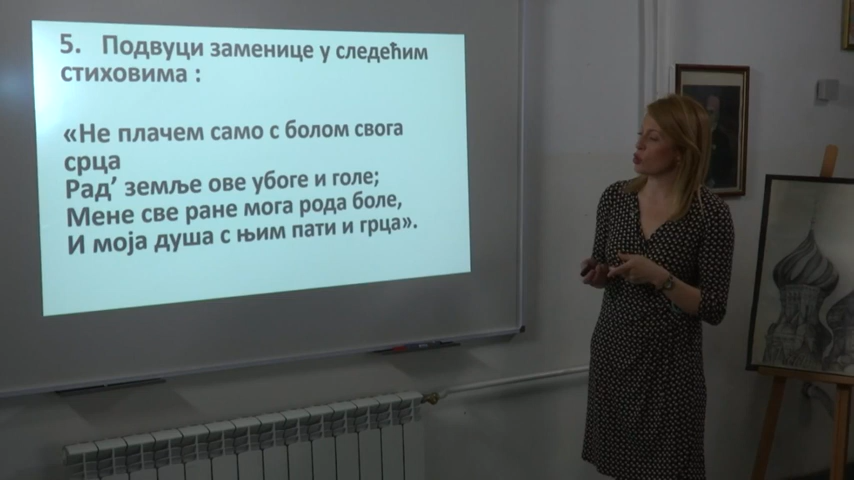 5. Подвуци заменице у следећим
стиховима :
«Не плачем само с болом свога
срца
Рад’ земље ове убоге и голе;
Мене све ране мога рода боле,
И моја душа с њим пати и грца».